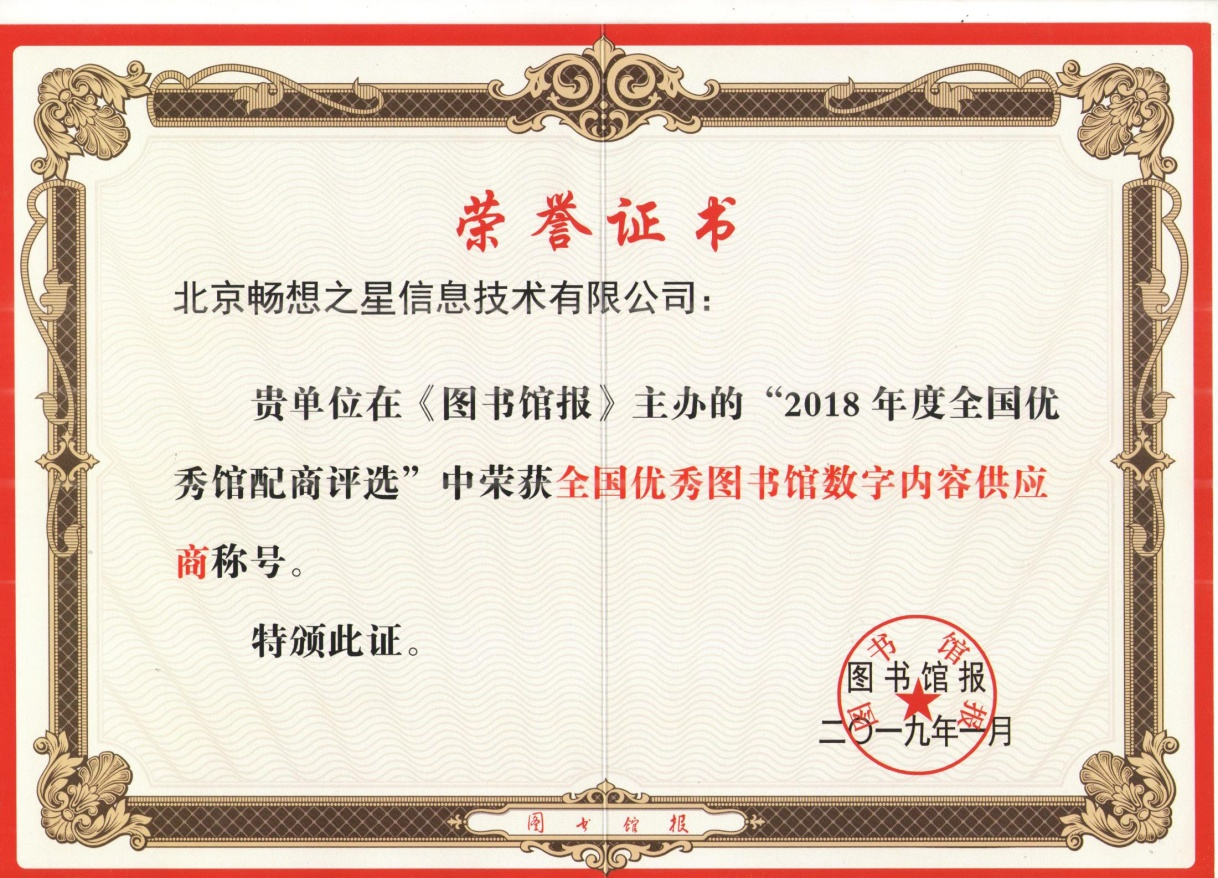 荣誉证书
北京畅想之星信息技术有限公司：
贵单位在《图书馆报》主办的“2018年度全国优
秀馆配商评选”中荣获全国优秀图书馆数字内容供应
商称号。
特颁此证。
图书馆报
图书馆报
二〇一九年一月
图书馆报